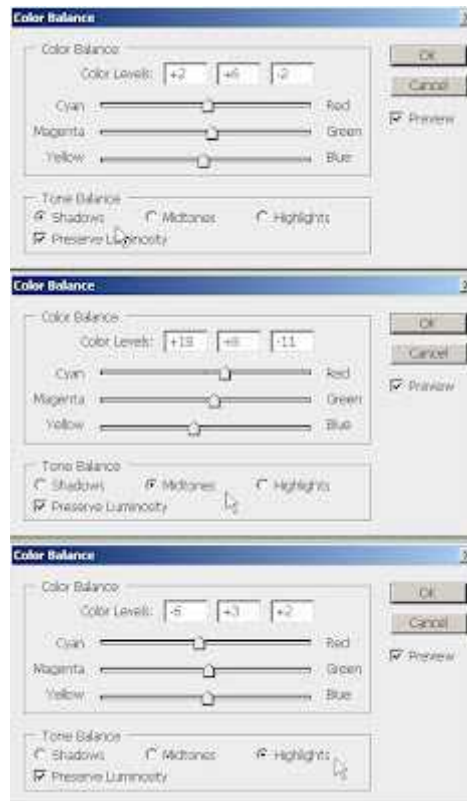 Color Balance
Color Balance
Color Levels: +2 +6 -2
OK
Cancel
Preview
Cyan Red
Magenta Green
Yellow Blue
Tone Balance
Shadows Midtones Highlights
Preserve Luminosity
Color Balance
Color Balance
Color Levels: -11
OK
Cancel
Preview
Cyan Red
Magenta Green
Yellow Blue
Tone Balance
Shadows Midtones Highlights
Preserve Luminosity
Color Balance
Color Balance
Color Levels: +3 +2
OK
Cancel
Preview
Cyan Red
Magenta Green
Yellow Blue
Tone Balance
Shadows Midtones Highlights
Preserve Luminosity